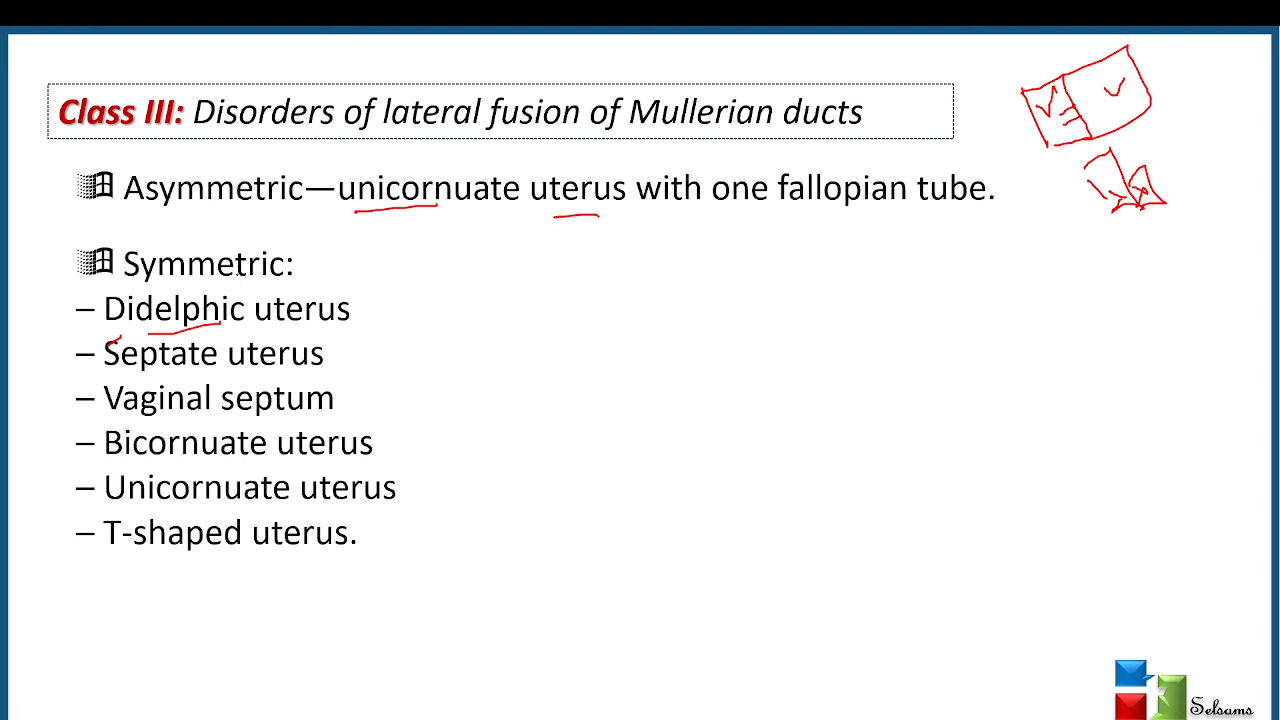 Class III: Disorders of lateral fusion of Mullerian ducts
Asymmetric—unicornuate uterus with one fallopian tube.
Symmetric:
– Didelphic uterus
– Septate uterus
– Vaginal septum
– Bicornuate uterus
– Unicornuate uterus
– T-shaped uterus.
Selsams